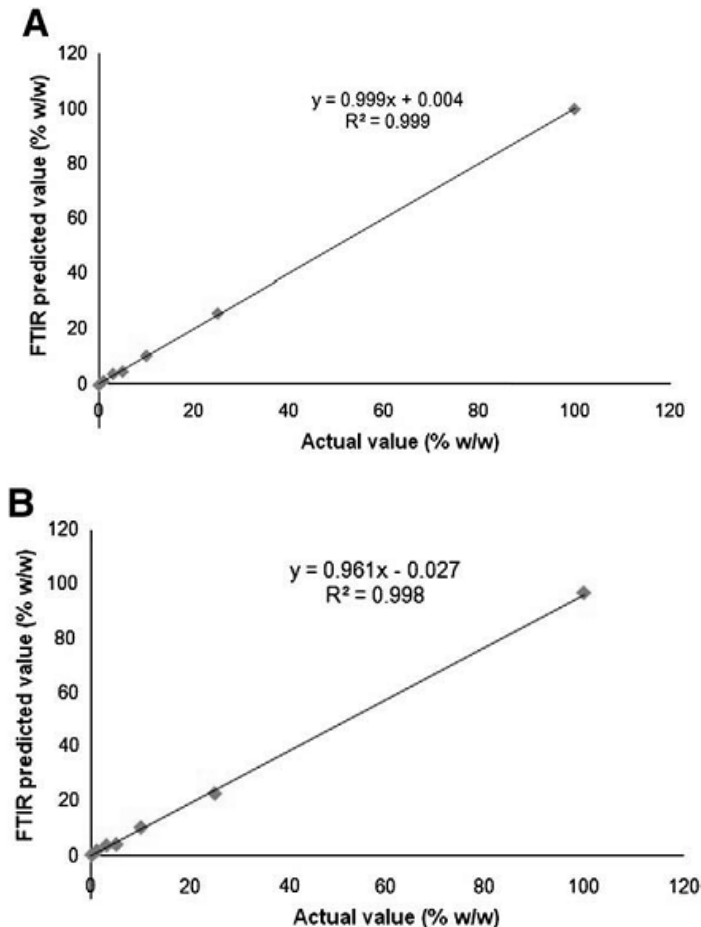 A
120
y = 0.999x + 0.004
R² = 0.999
100
80
60
40
20
0
0 20 40 60 80 100 120
FTIR predicted value (% w/w)
Actual value (% w/w)
B
120
y = 0.961x - 0.027
R² = 0.998
100
80
60
40
20
0
0 20 40 60 80 100 120
FTIR predicted value (% w/w)
Actual value (% w/w)